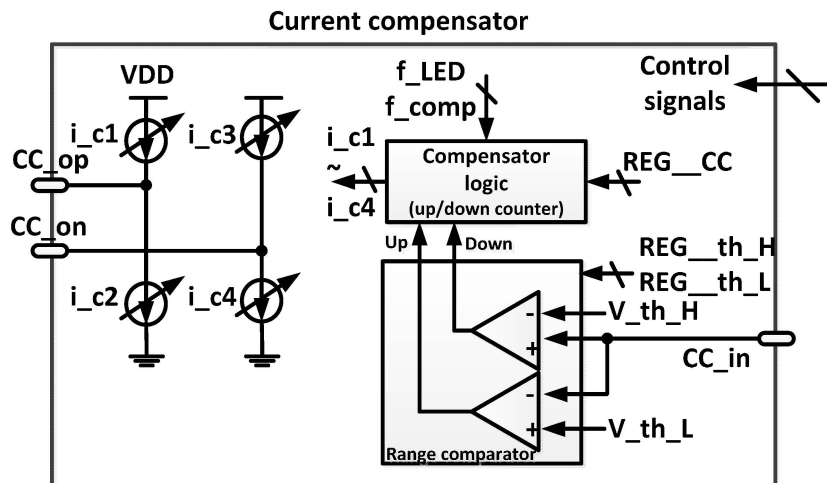 Current compensator
VDD
i_c1
i_c3
CC_op
CC_on
i_c2
i_c4
f_LED
f_comp
i_c1
~
i_c4
Compensator
logic
(up/down counter)
Control
signals
REG__CC
Up
Down
REG__th_H
REG__th_L
V_th_H
-
+
CC_in
-
+
V_th_L
Range comparator